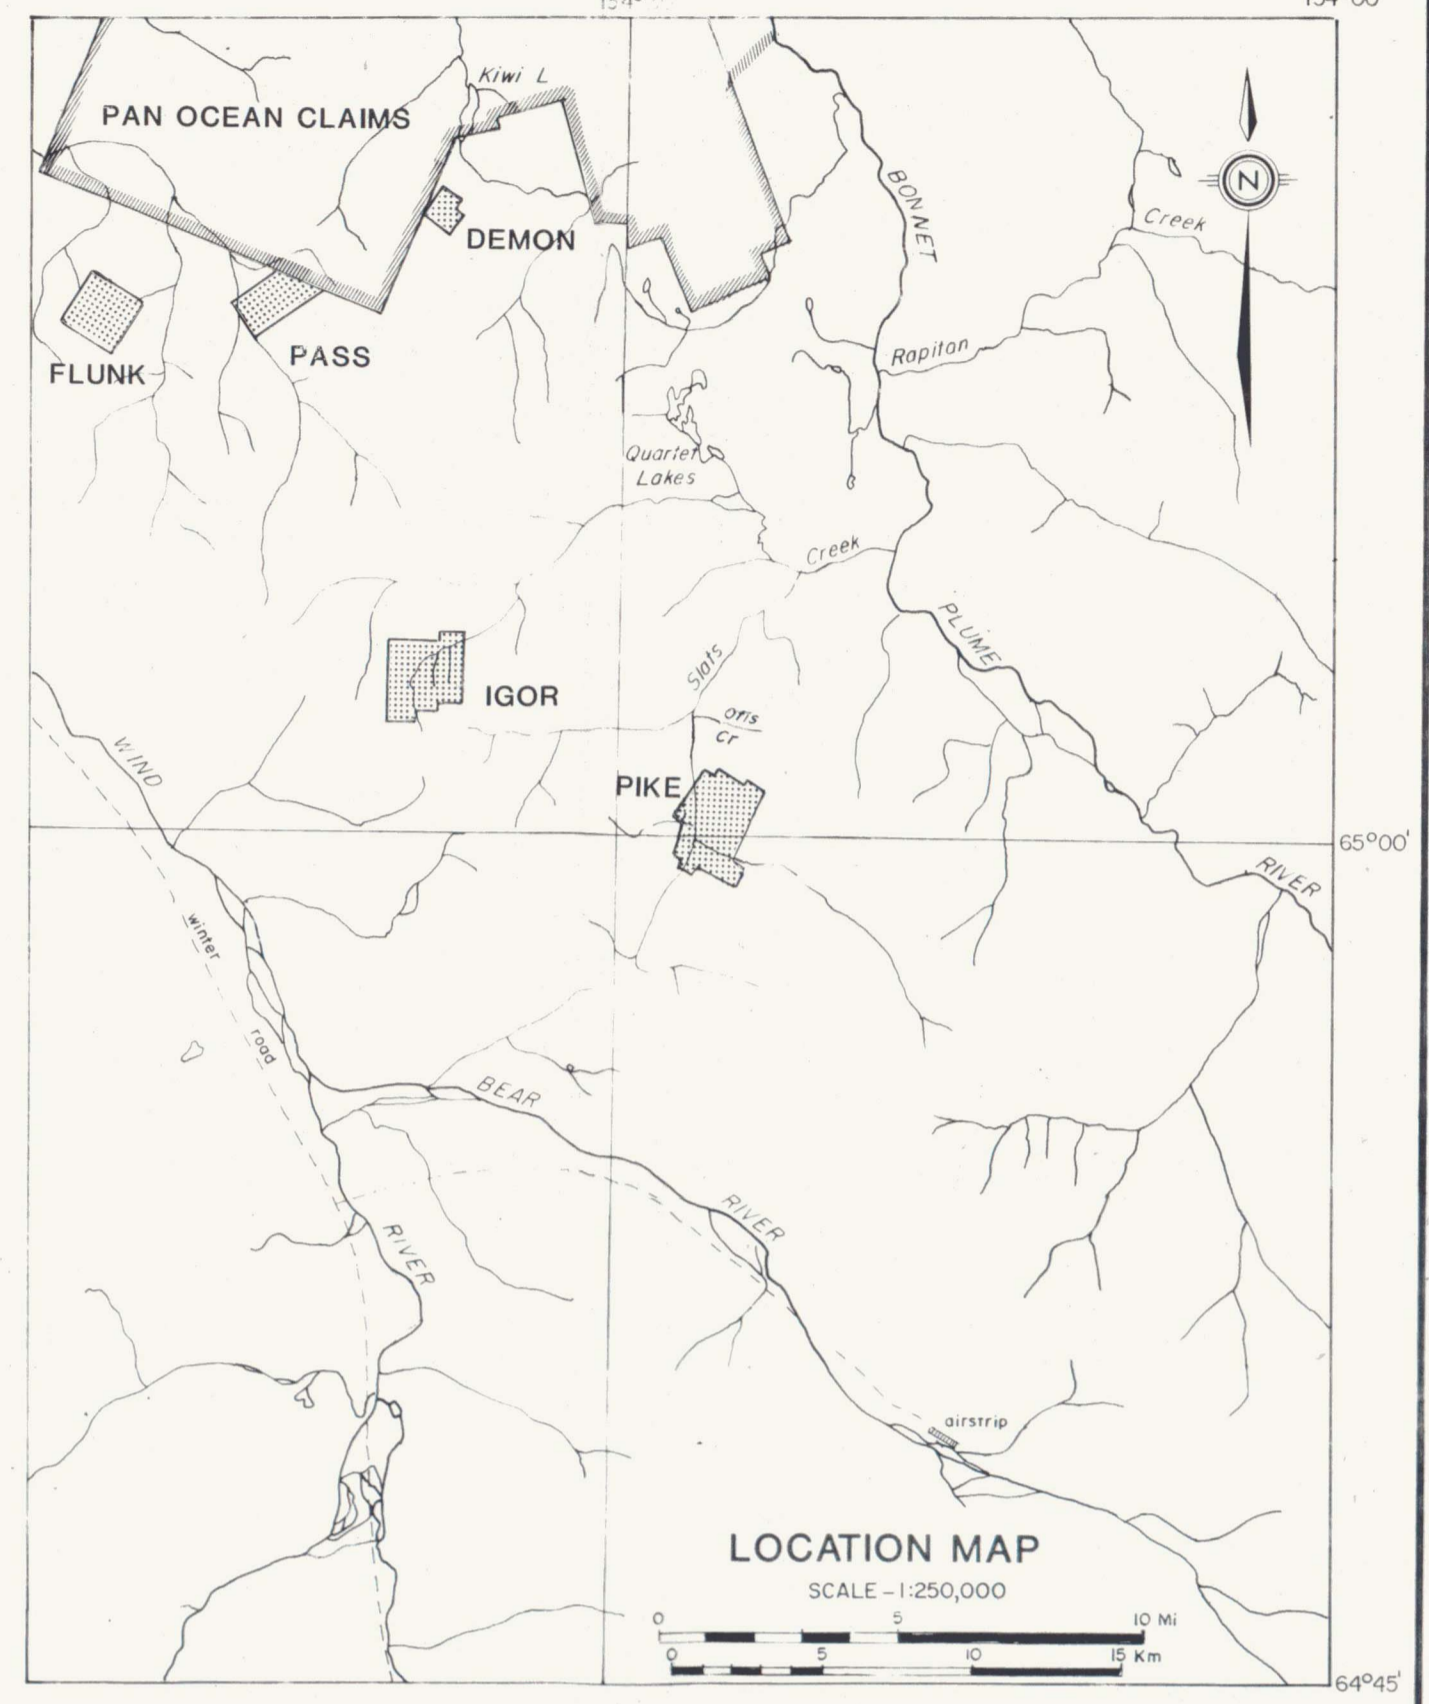 Kiwi L
PAN OCEAN CLAIMS
BONNET
Creek
DEMON
PASS
Rapitan
FLUNK
Quartet
Lakes
Creek
PLUME
Slats
IGOR
Otis
cr
WIND
PIKE
65°00'
RIVER
winter
road
BEAR
RIVER
RIVER
airstrip
LOCATION MAP
SCALE – 1:250,000
0 5 10 Mi
0 5 10 15 Km
64°45'
N